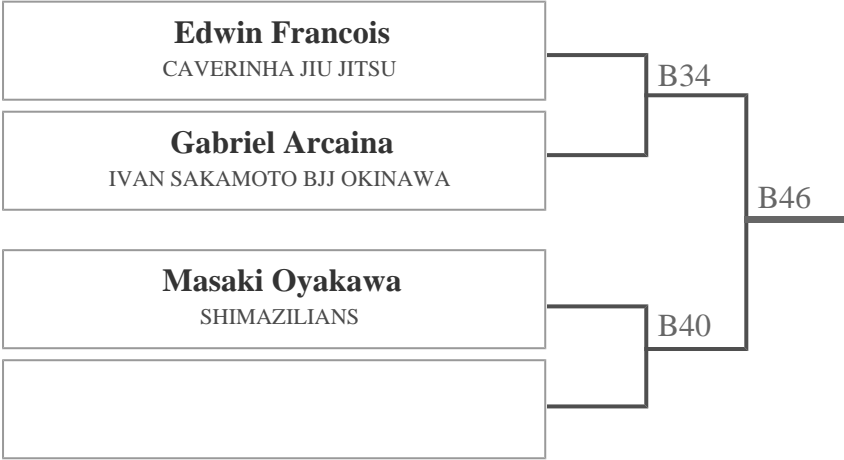 Edwin Francois
CAVERINHA JIU JITSU
B34
Gabriel Arcaina
IVAN SAKAMOTO BJJ OKINAWA
B46
Masaki Oyakawa
SHIMAZILIANS
B40